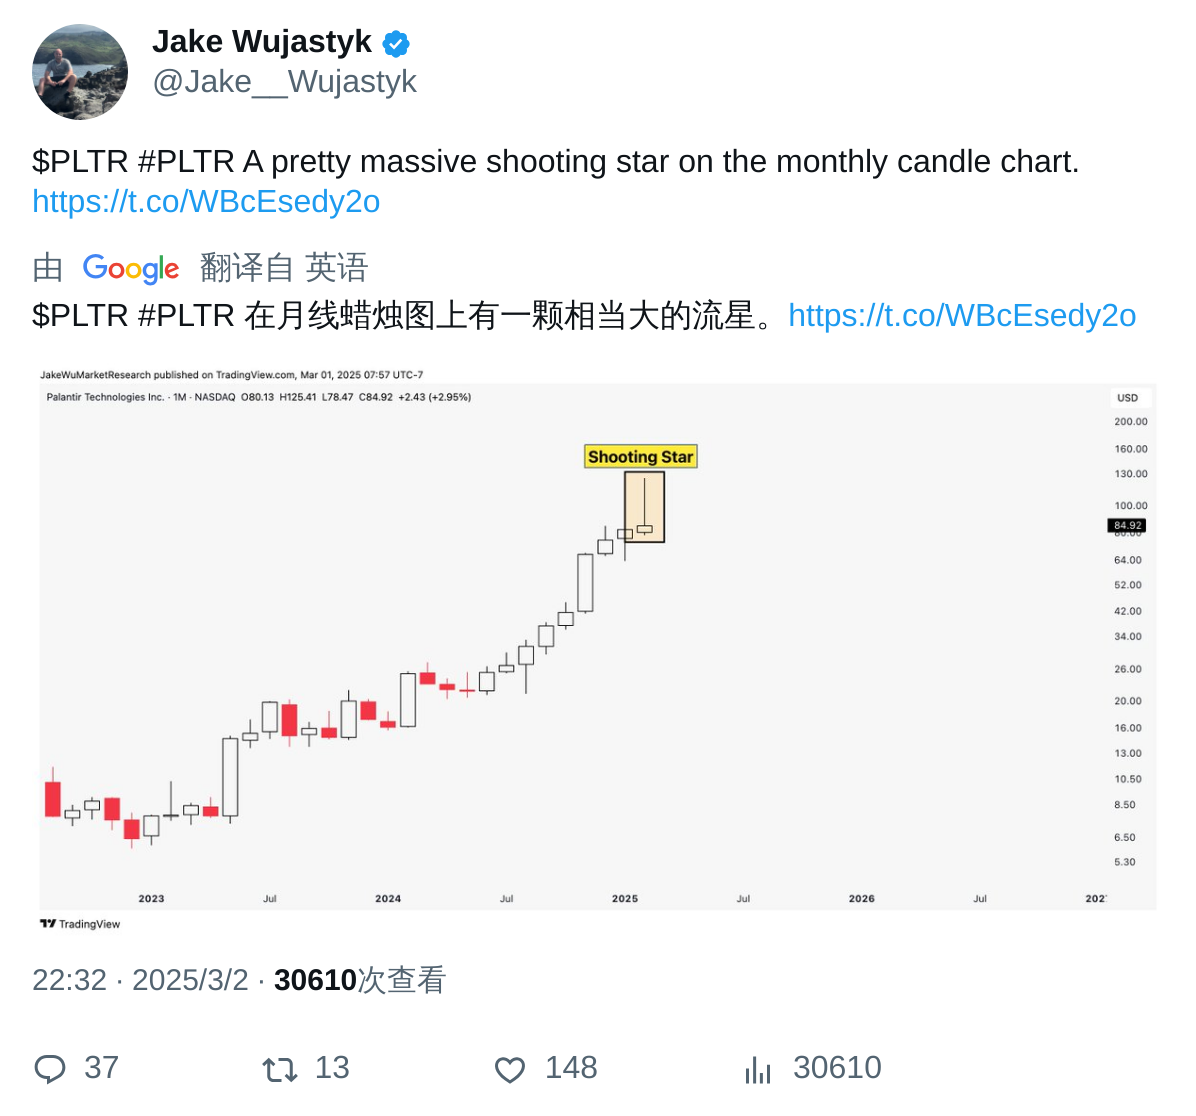 Jake Wujastyk
@Jake__Wujastyk
$PLTR #PLTR A pretty massive shooting star on the monthly candle chart.
https://t.co/WBcEsedy2o
由 Google 翻译自 英语
$PLTR #PLTR 在月线蜡烛图上有一颗相当大的流星。https://t.co/WBcEsedy2o
JakeWuMarketResearch published on TradingView.com, Mar 01, 2025 07:57 UTC-7
Palantir Technologies Inc. · 1M · NASDAQ O80.13 H125.41 L78.47 C84.92 +2.43 (+2.95%)
USD
200.00
Shooting Star
160.00
130.00
100.00
84.92
64.00
52.00
42.00
34.00
26.00
20.00
16.00
13.00
10.50
8.50
6.50
5.30
2023 Jul 2024 Jul 2025 Jul 2026 Jul
TradingView
22:32 · 2025/3/2 · 30610次查看
37 13 148 30610